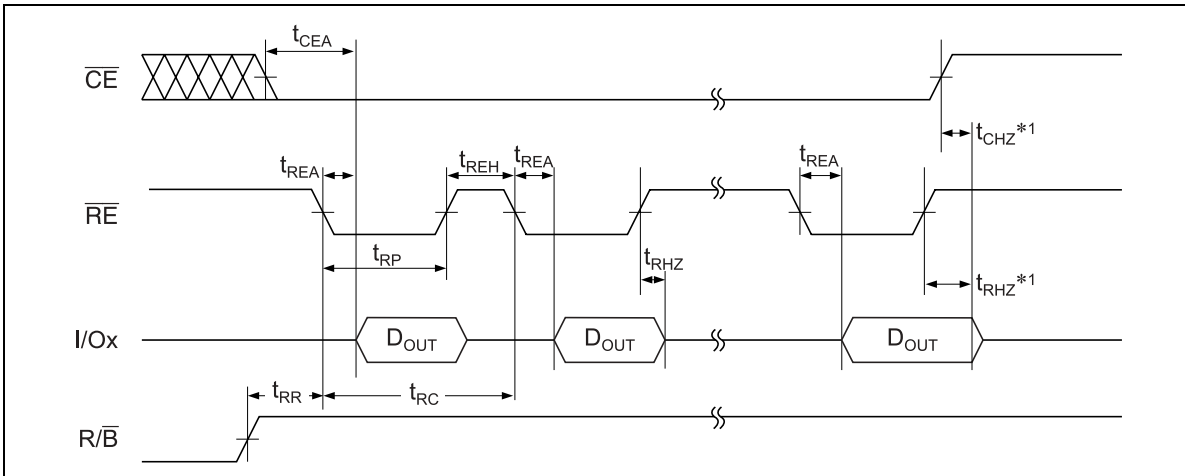 tCEA
CE
tCHZ*1
tREA tREH tREA tREA
RE
tRP
tRHZ
tRHZ*1
I/Ox DOUT DOUT DOUT
tRR tRC
R/B